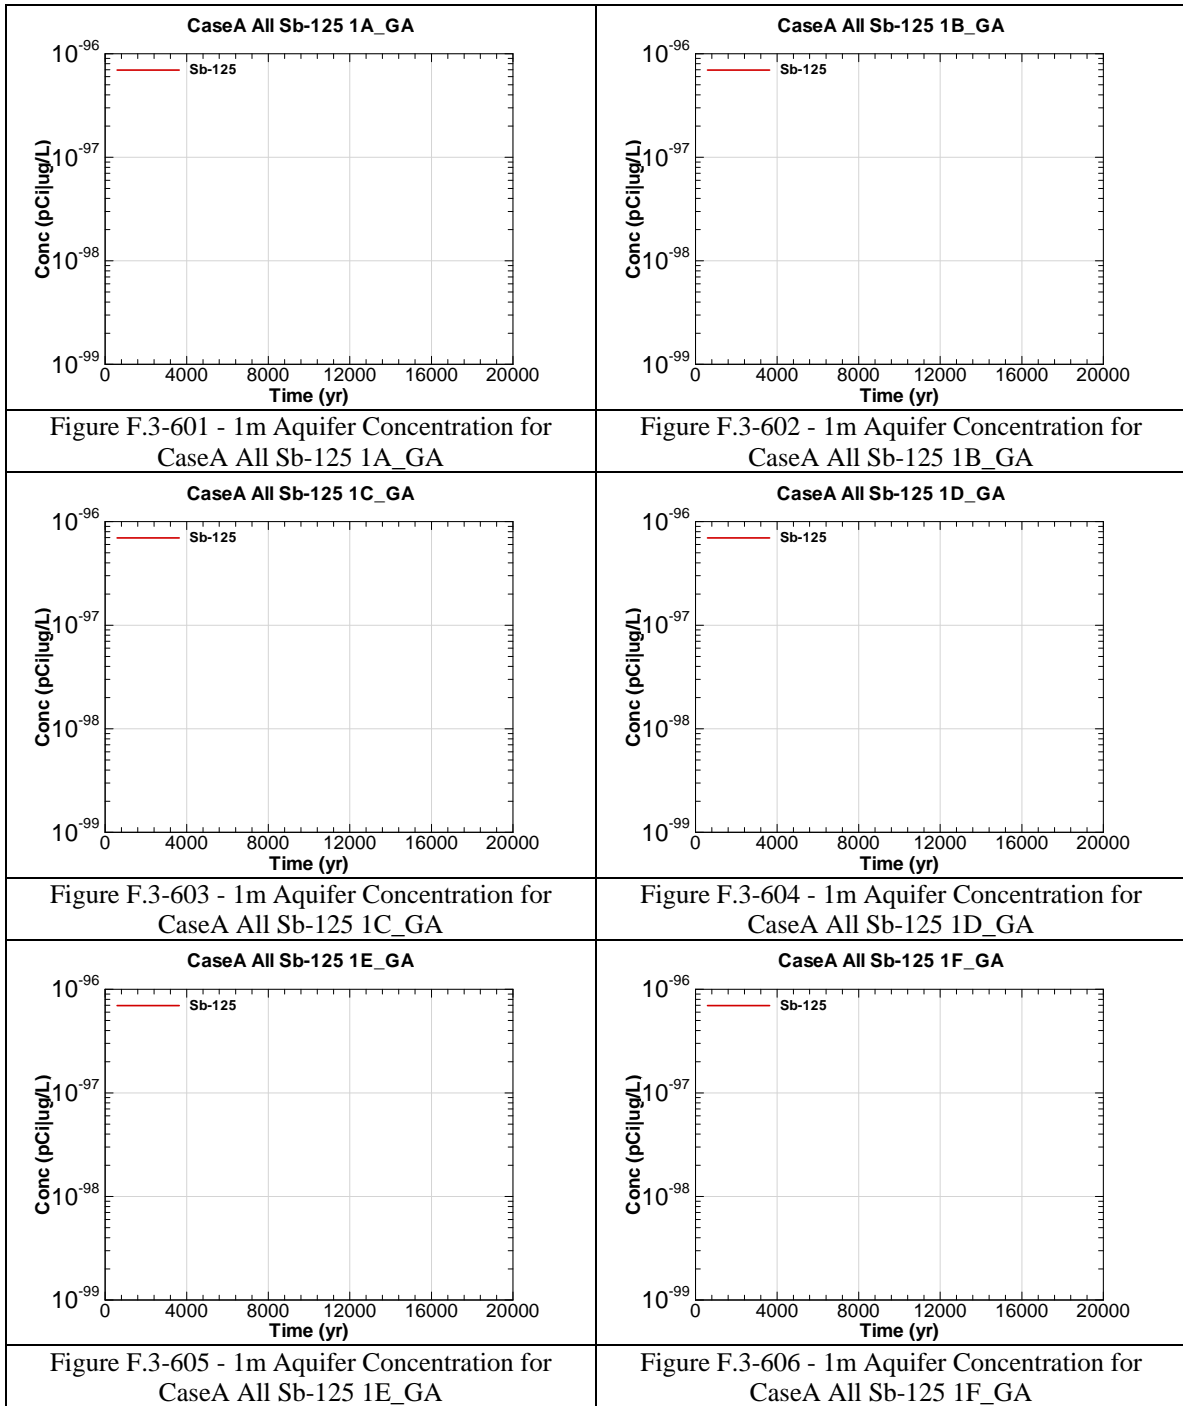 CaseA All Sb-125 1A_GA
10-96
Sb-125
10-97
10-98
10-99
Conc (pCi|ug/L)
0 4000 8000 12000 16000 20000
Time (yr)
Figure F.3-601 - 1m Aquifer Concentration for
CaseA All Sb-125 1A_GA
CaseA All Sb-125 1B_GA
10-96
Sb-125
10-97
10-98
10-99
Conc (pCi|ug/L)
0 4000 8000 12000 16000 20000
Time (yr)
Figure F.3-602 - 1m Aquifer Concentration for
CaseA All Sb-125 1B_GA
CaseA All Sb-125 1C_GA
10-96
Sb-125
10-97
10-98
10-99
Conc (pCi|ug/L)
0 4000 8000 12000 16000 20000
Time (yr)
Figure F.3-603 - 1m Aquifer Concentration for
CaseA All Sb-125 1C_GA
CaseA All Sb-125 1D_GA
10-96
Sb-125
10-97
10-98
10-99
Conc (pCi|ug/L)
0 4000 8000 12000 16000 20000
Time (yr)
Figure F.3-604 - 1m Aquifer Concentration for
CaseA All Sb-125 1D_GA
CaseA All Sb-125 1E_GA
10-96
Sb-125
10-97
10-98
10-99
Conc (pCi|ug/L)
0 4000 8000 12000 16000 20000
Time (yr)
Figure F.3-605 - 1m Aquifer Concentration for
CaseA All Sb-125 1E_GA
CaseA All Sb-125 1F_GA
10-96
Sb-125
10-97
10-98
10-99
Conc (pCi|ug/L)
0 4000 8000 12000 16000 20000
Time (yr)
Figure F.3-606 - 1m Aquifer Concentration for
CaseA All Sb-125 1F_GA